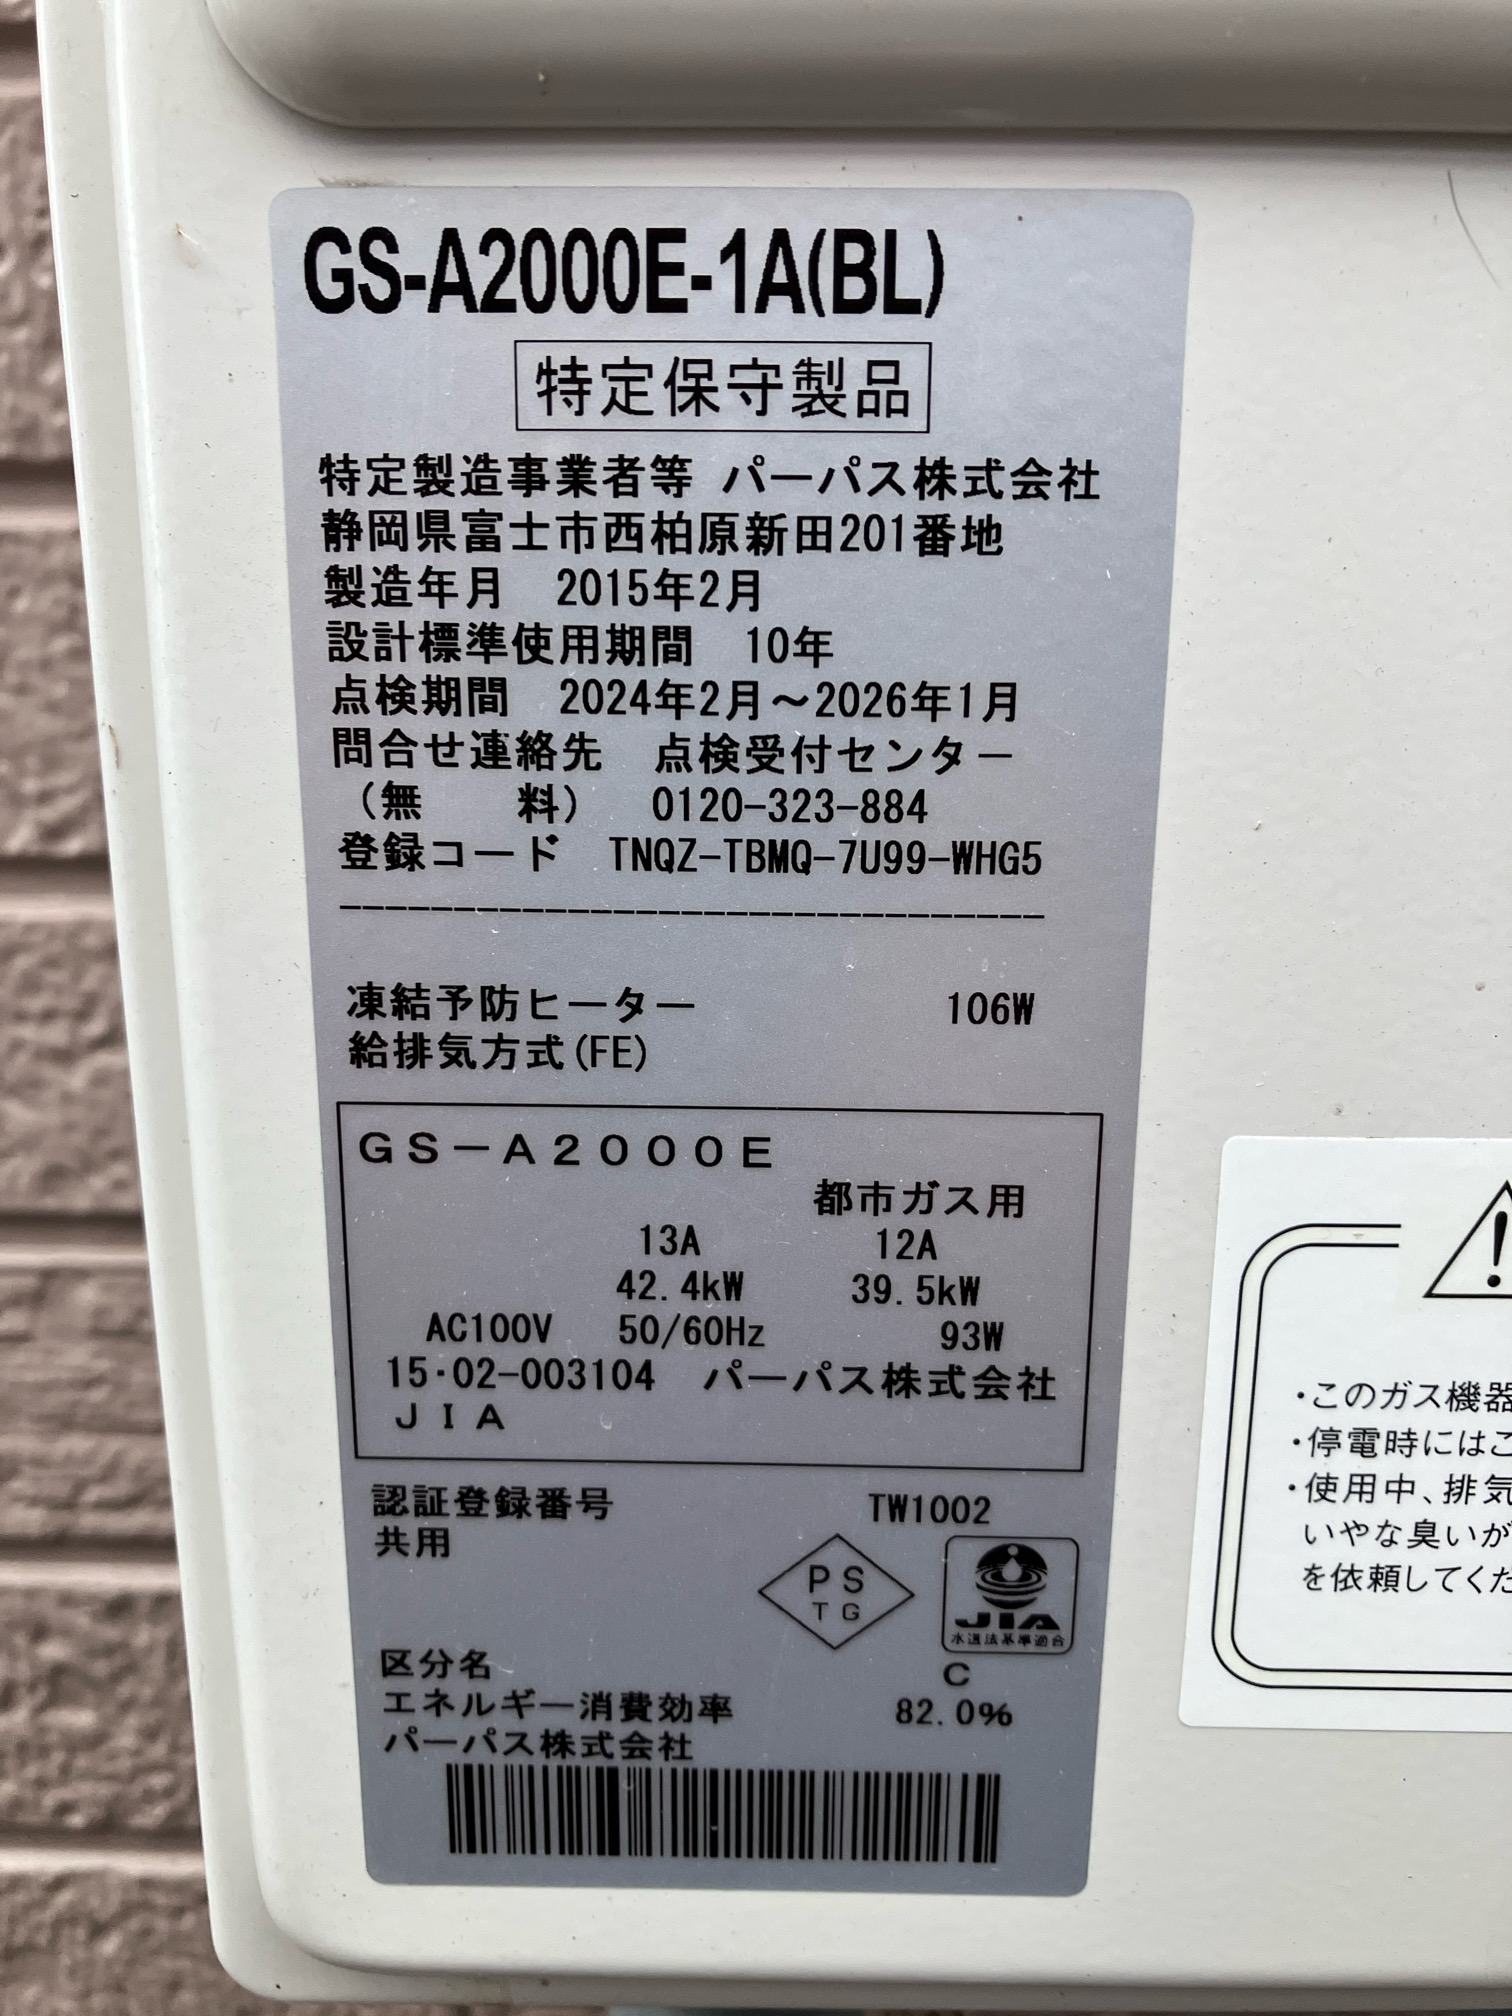 GS-A2000E-1A(BL)
特定保守製品
特定製造事業者等 パーパス株式会社
静岡県富士市西柏原新田201番地
製造年月 2015年2月
設計標準使用期間 10年
点検期間 2024年2月～2026年1月
問合せ連絡先 点検受付センター
(無 料) 0120-323-884
登録コード TNQZ-TBMQ-7U99-WHG5
凍結予防ヒーター 106W
給排気方式(FE)
GS-A2000E
都市ガス用
13A 12A
42.4kW 39.5kW
AC100V 50/60Hz 93W
15·02-003104 パーパス株式会社
JIA
認証登録番号 TW1002
共用
PS
TG
JIA
水道法基準適合
区分名 C
エネルギー消費効率 82.0%
パーパス株式会社
・このガス機器
・停電時にはこ
・使用中、排気
いやな臭いが
を依頼してくだ